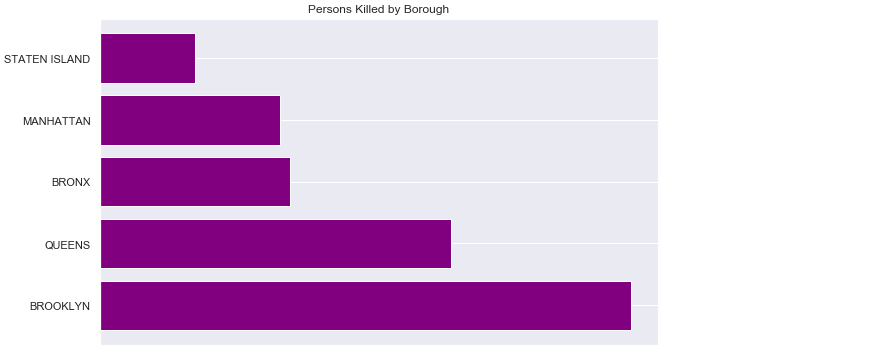 Persons Killed by Borough
STATEN ISLAND
MANHATTAN
BRONX
QUEENS
BROOKLYN